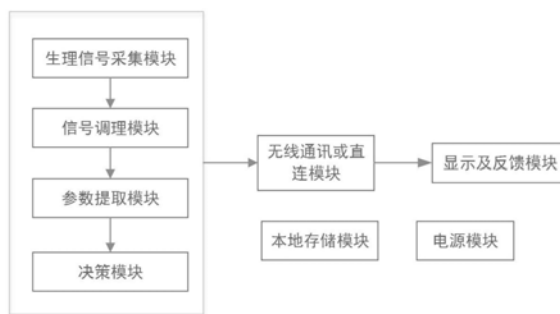 生理信号采集模块
信号调理模块
参数提取模块
决策模块
无线通讯或直
连模块
显示及反馈模块
本地存储模块
电源模块